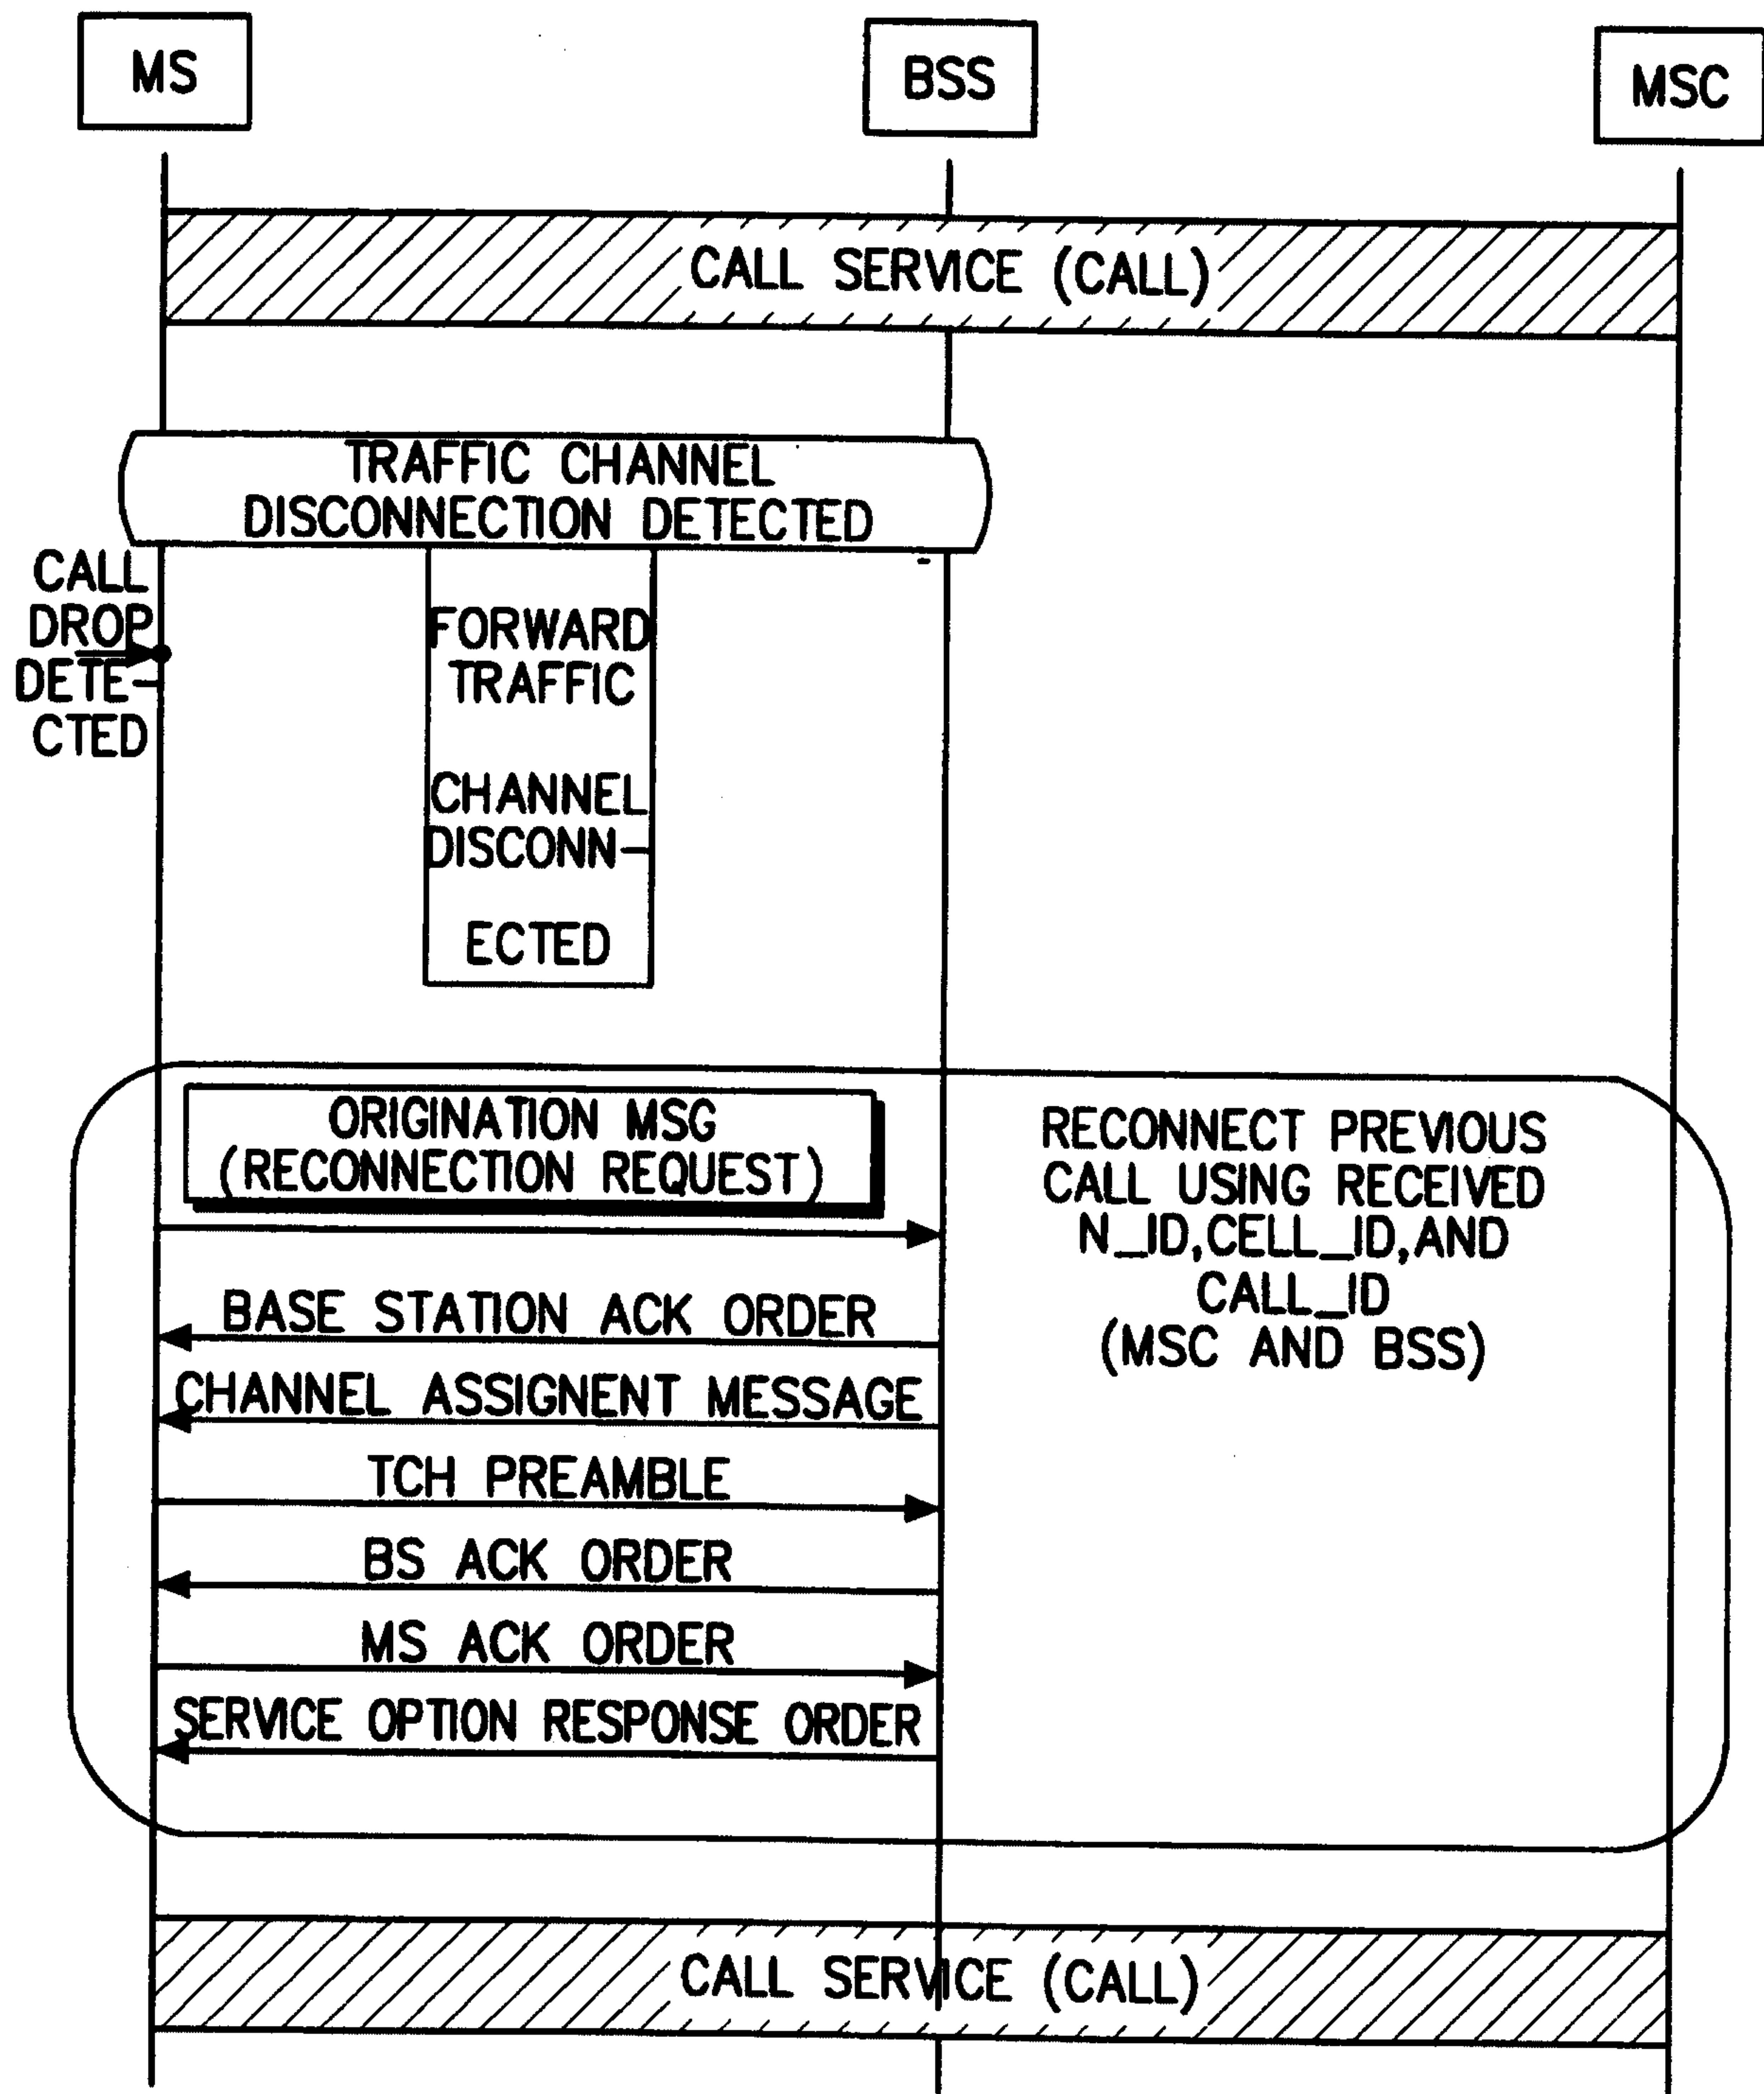 MS
BSS
MSC
CALL SERVICE (CALL)
TRAFFIC CHANNEL
DISCONNECTION DETECTED
CALL
DROP
DETE-
CTED
FORWARD
TRAFFIC
CHANNEL
DISCONN-
ECTED
ORIGINATION MSG
(RECONNECTION REQUEST)
RECONNECT PREVIOUS
CALL USING RECEIVED
N_ID,CELL_ID,AND
CALL_ID
(MSC AND BSS)
BASE STATION ACK ORDER
CHANNEL ASSIGNENT MESSAGE
TCH PREAMBLE
BS ACK ORDER
MS ACK ORDER
SERVICE OPTION RESPONSE ORDER
CALL SERVICE (CALL)